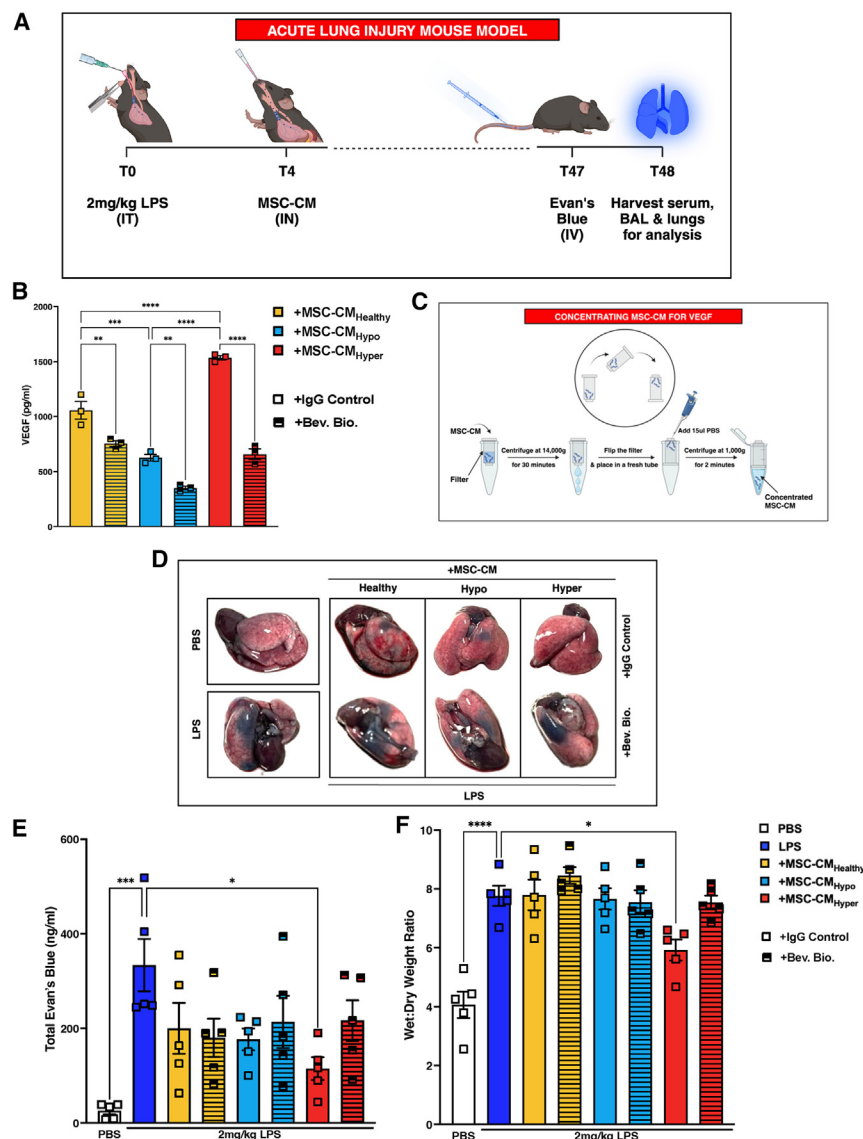 A
ACUTE LUNG INJURY MOUSE MODEL
T0
T4
T47
T48
2mg/kg LPS
(IT)
MSC-CM
(IN)
Evan's
Blue
(IV)
Harvest serum,
BAL & lungs
for analysis
B
VEGF (pg/ml)
2000
1500
1000
500
0
****
*** ****
** ** ****
+MSC-CMHealthy
+MSC-CMHypo
+MSC-CMHyper
+IgG Control
+Bev. Bio.
C
CONCENTRATING MSC-CM FOR VEGF
MSC-CM
Filter
Centrifuge at 14,000g
for 30 minutes
Flip the filter
& place in a fresh tube
Add 15ul PBS
Centrifuge at 1,000g
for 2 minutes
Concentrated
MSC-CM
D
+MSC-CM
Healthy Hypo Hyper
PBS
+IgG Control
LPS
+Bev. Bio.
LPS
E
Total Evan's Blue (ng/ml)
600
400
200
0
***
*
PBS
2mg/kg LPS
F
Wet:Dry Weight Ratio
10
8
6
4
2
0
****
*
PBS
2mg/kg LPS
PBS
LPS
+MSC-CMHealthy
+MSC-CMHypo
+MSC-CMHyper
+IgG Control
+Bev. Bio.